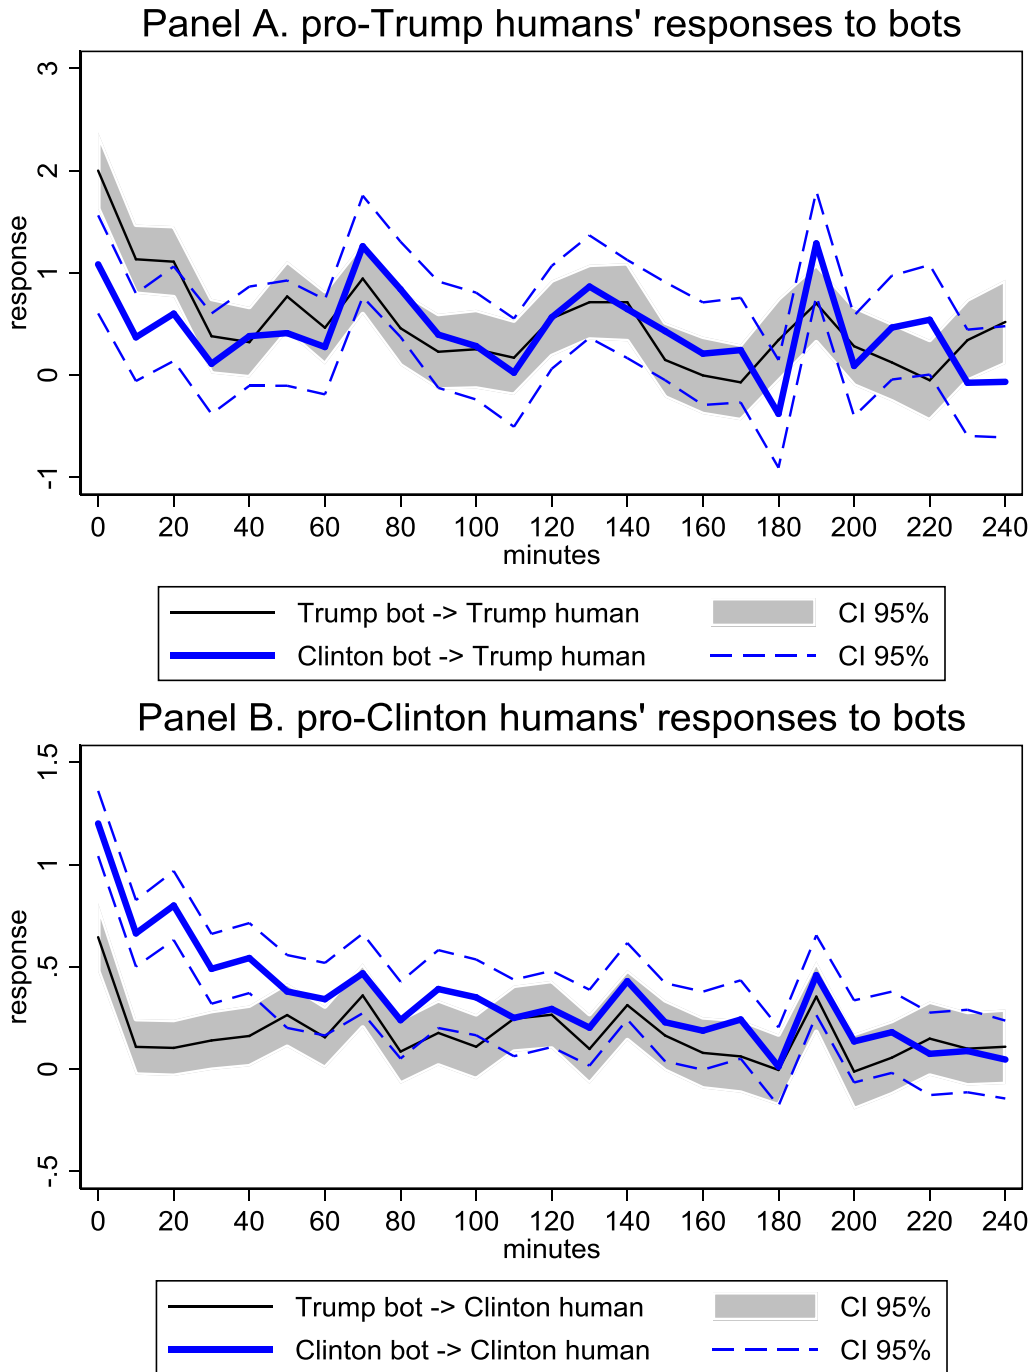 Panel A. pro-Trump humans' responses to bots
response
3
2
1
0
-1
0 20 40 60 80 100 120 140 160 180 200 220 240
minutes
Trump bot -> Trump human CI 95%
Clinton bot -> Trump human CI 95%
Panel B. pro-Clinton humans' responses to bots
response
1.5
1
.5
0
-.5
0 20 40 60 80 100 120 140 160 180 200 220 240
minutes
Trump bot -> Clinton human CI 95%
Clinton bot -> Clinton human CI 95%